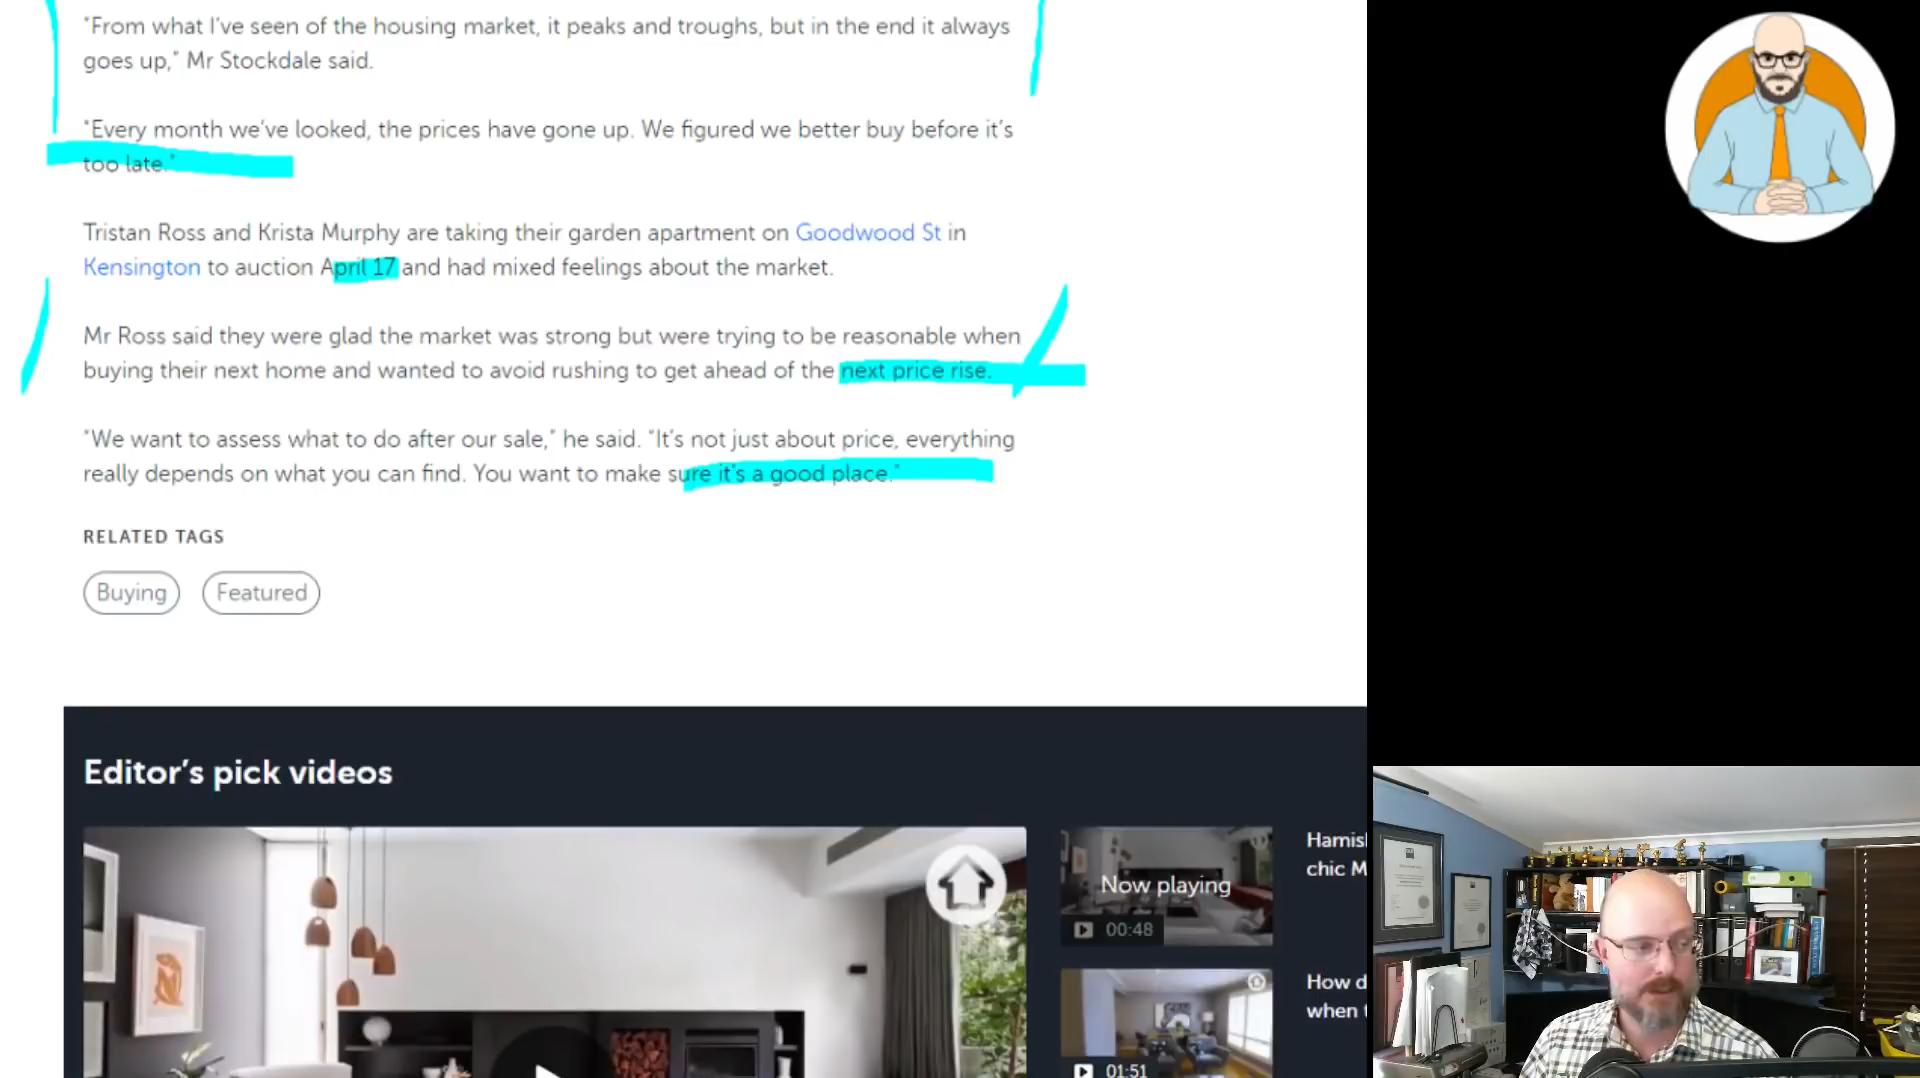 "From what I've seen of the housing market, it peaks and troughs, but in the end it always
goes up," Mr Stockdale said.
"Every month we've looked, the prices have gone up. We figured we better buy before it's
too late."
Tristan Ross and Krista Murphy are taking their garden apartment on Goodwood St in
Kensington to auction April 17 and had mixed feelings about the market.
Mr Ross said they were glad the market was strong but were trying to be reasonable when
buying their next home and wanted to avoid rushing to get ahead of the next price rise.
"We want to assess what to do after our sale," he said. "It's not just about price, everything
really depends on what you can find. You want to make sure it's a good place."
RELATED TAGS
Buying
Featured
Editor's pick videos
Now playing
00:48
Hamis
chic M
How d
when t
01:51